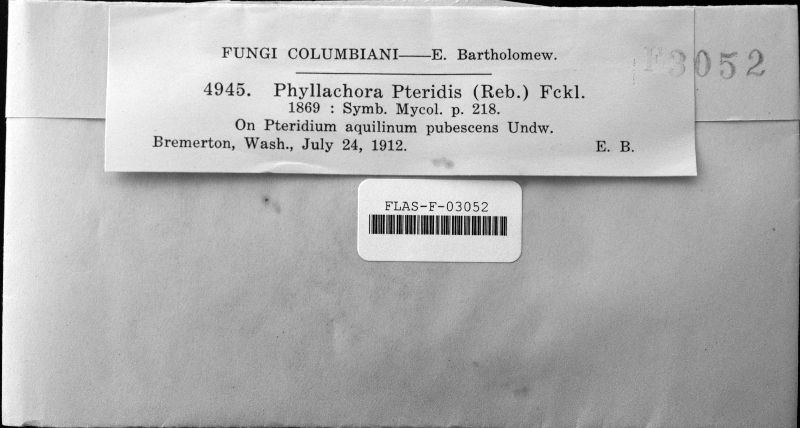 FUNGI COLUMBIANI——E. Bartholomew.
F3052
4945. Phyllachora Pteridis (Reb.) Fckl.
1869 : Symb. Mycol. p. 218.
On Pteridium aquilinum pubescens Undw.
Bremerton, Wash., July 24, 1912. E. B.
FLAS-F-03052